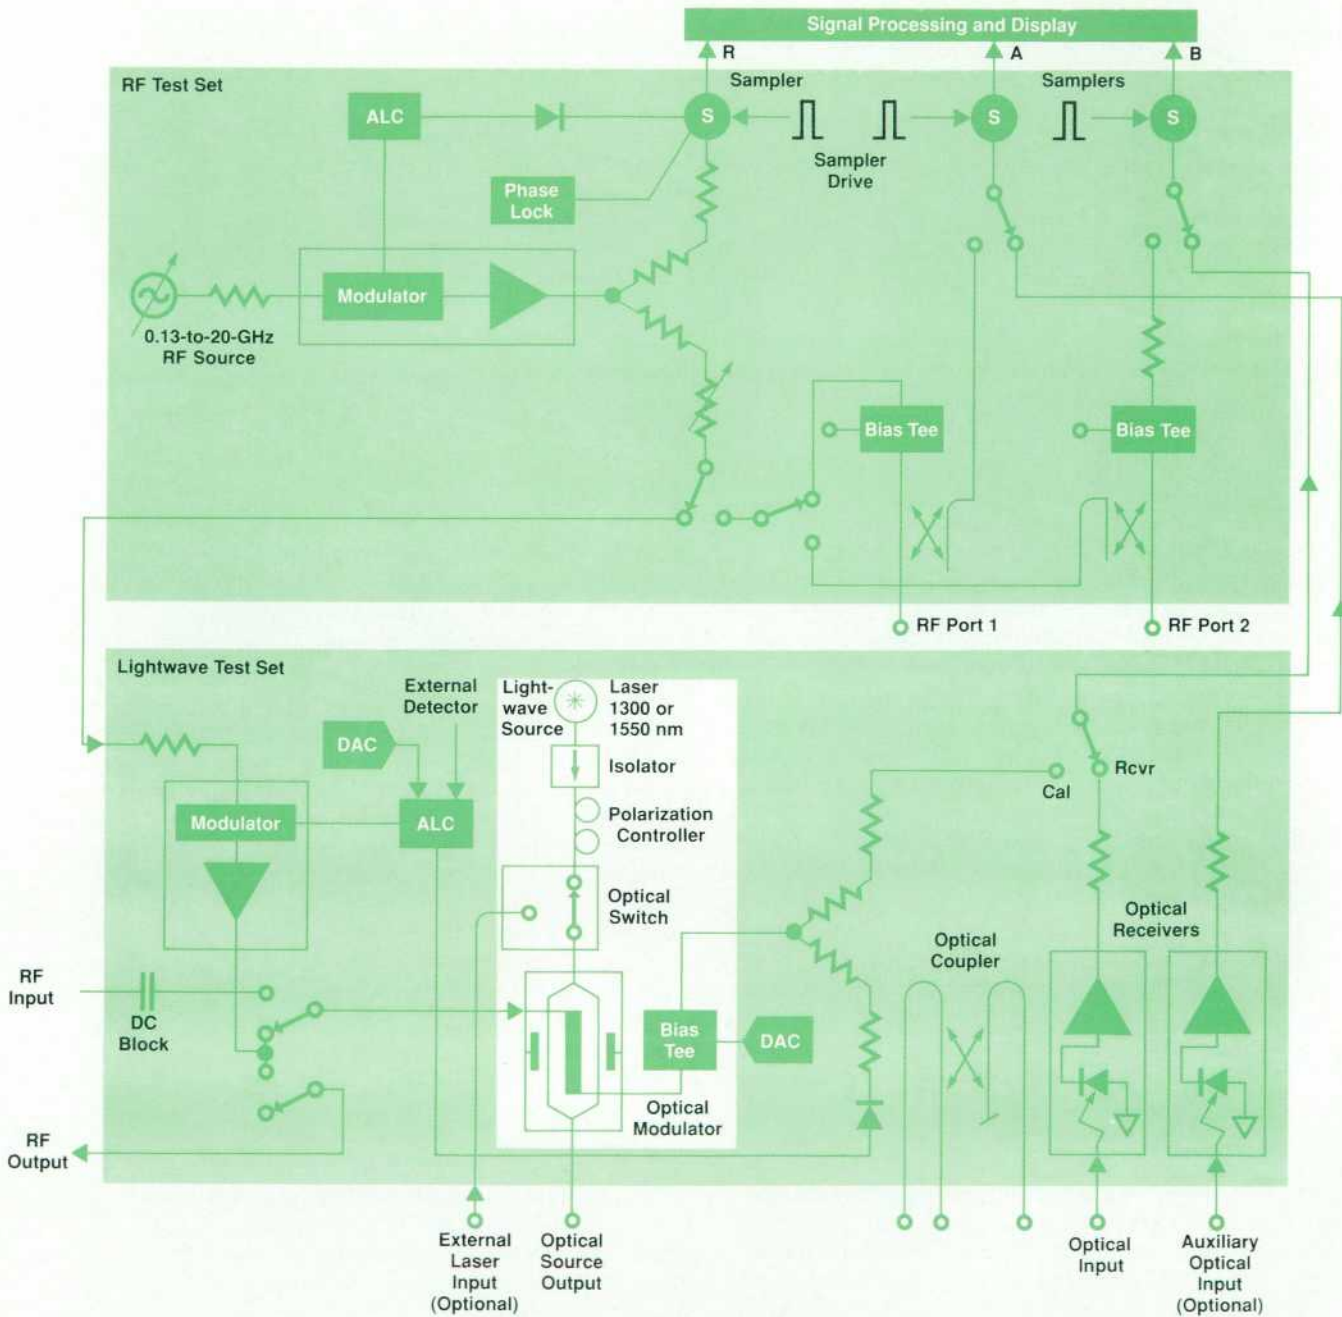 Signal Processing and Display
R
A
B
RF Test Set
Sampler
Samplers
ALC
S
S
S
Sampler
Drive
Phase
Lock
Modulator
0.13-to-20-GHz
RF Source
Bias Tee
Bias Tee
RF Port 1
RF Port 2
Lightwave Test Set
External
Detector
Light-
wave
Source
Laser
1300 or
1550 nm
DAC
Isolator
Rcvr
Cal
Modulator
ALC
Polarization
Controller
Optical
Switch
Optical
Receivers
Optical
Coupler
RF
Input
DC
Block
Bias
Tee
DAC
Optical
Modulator
RF
Output
External
Laser
Input
(Optional)
Optical
Source
Output
Optical
Input
Auxiliary
Optical
Input
(Optional)